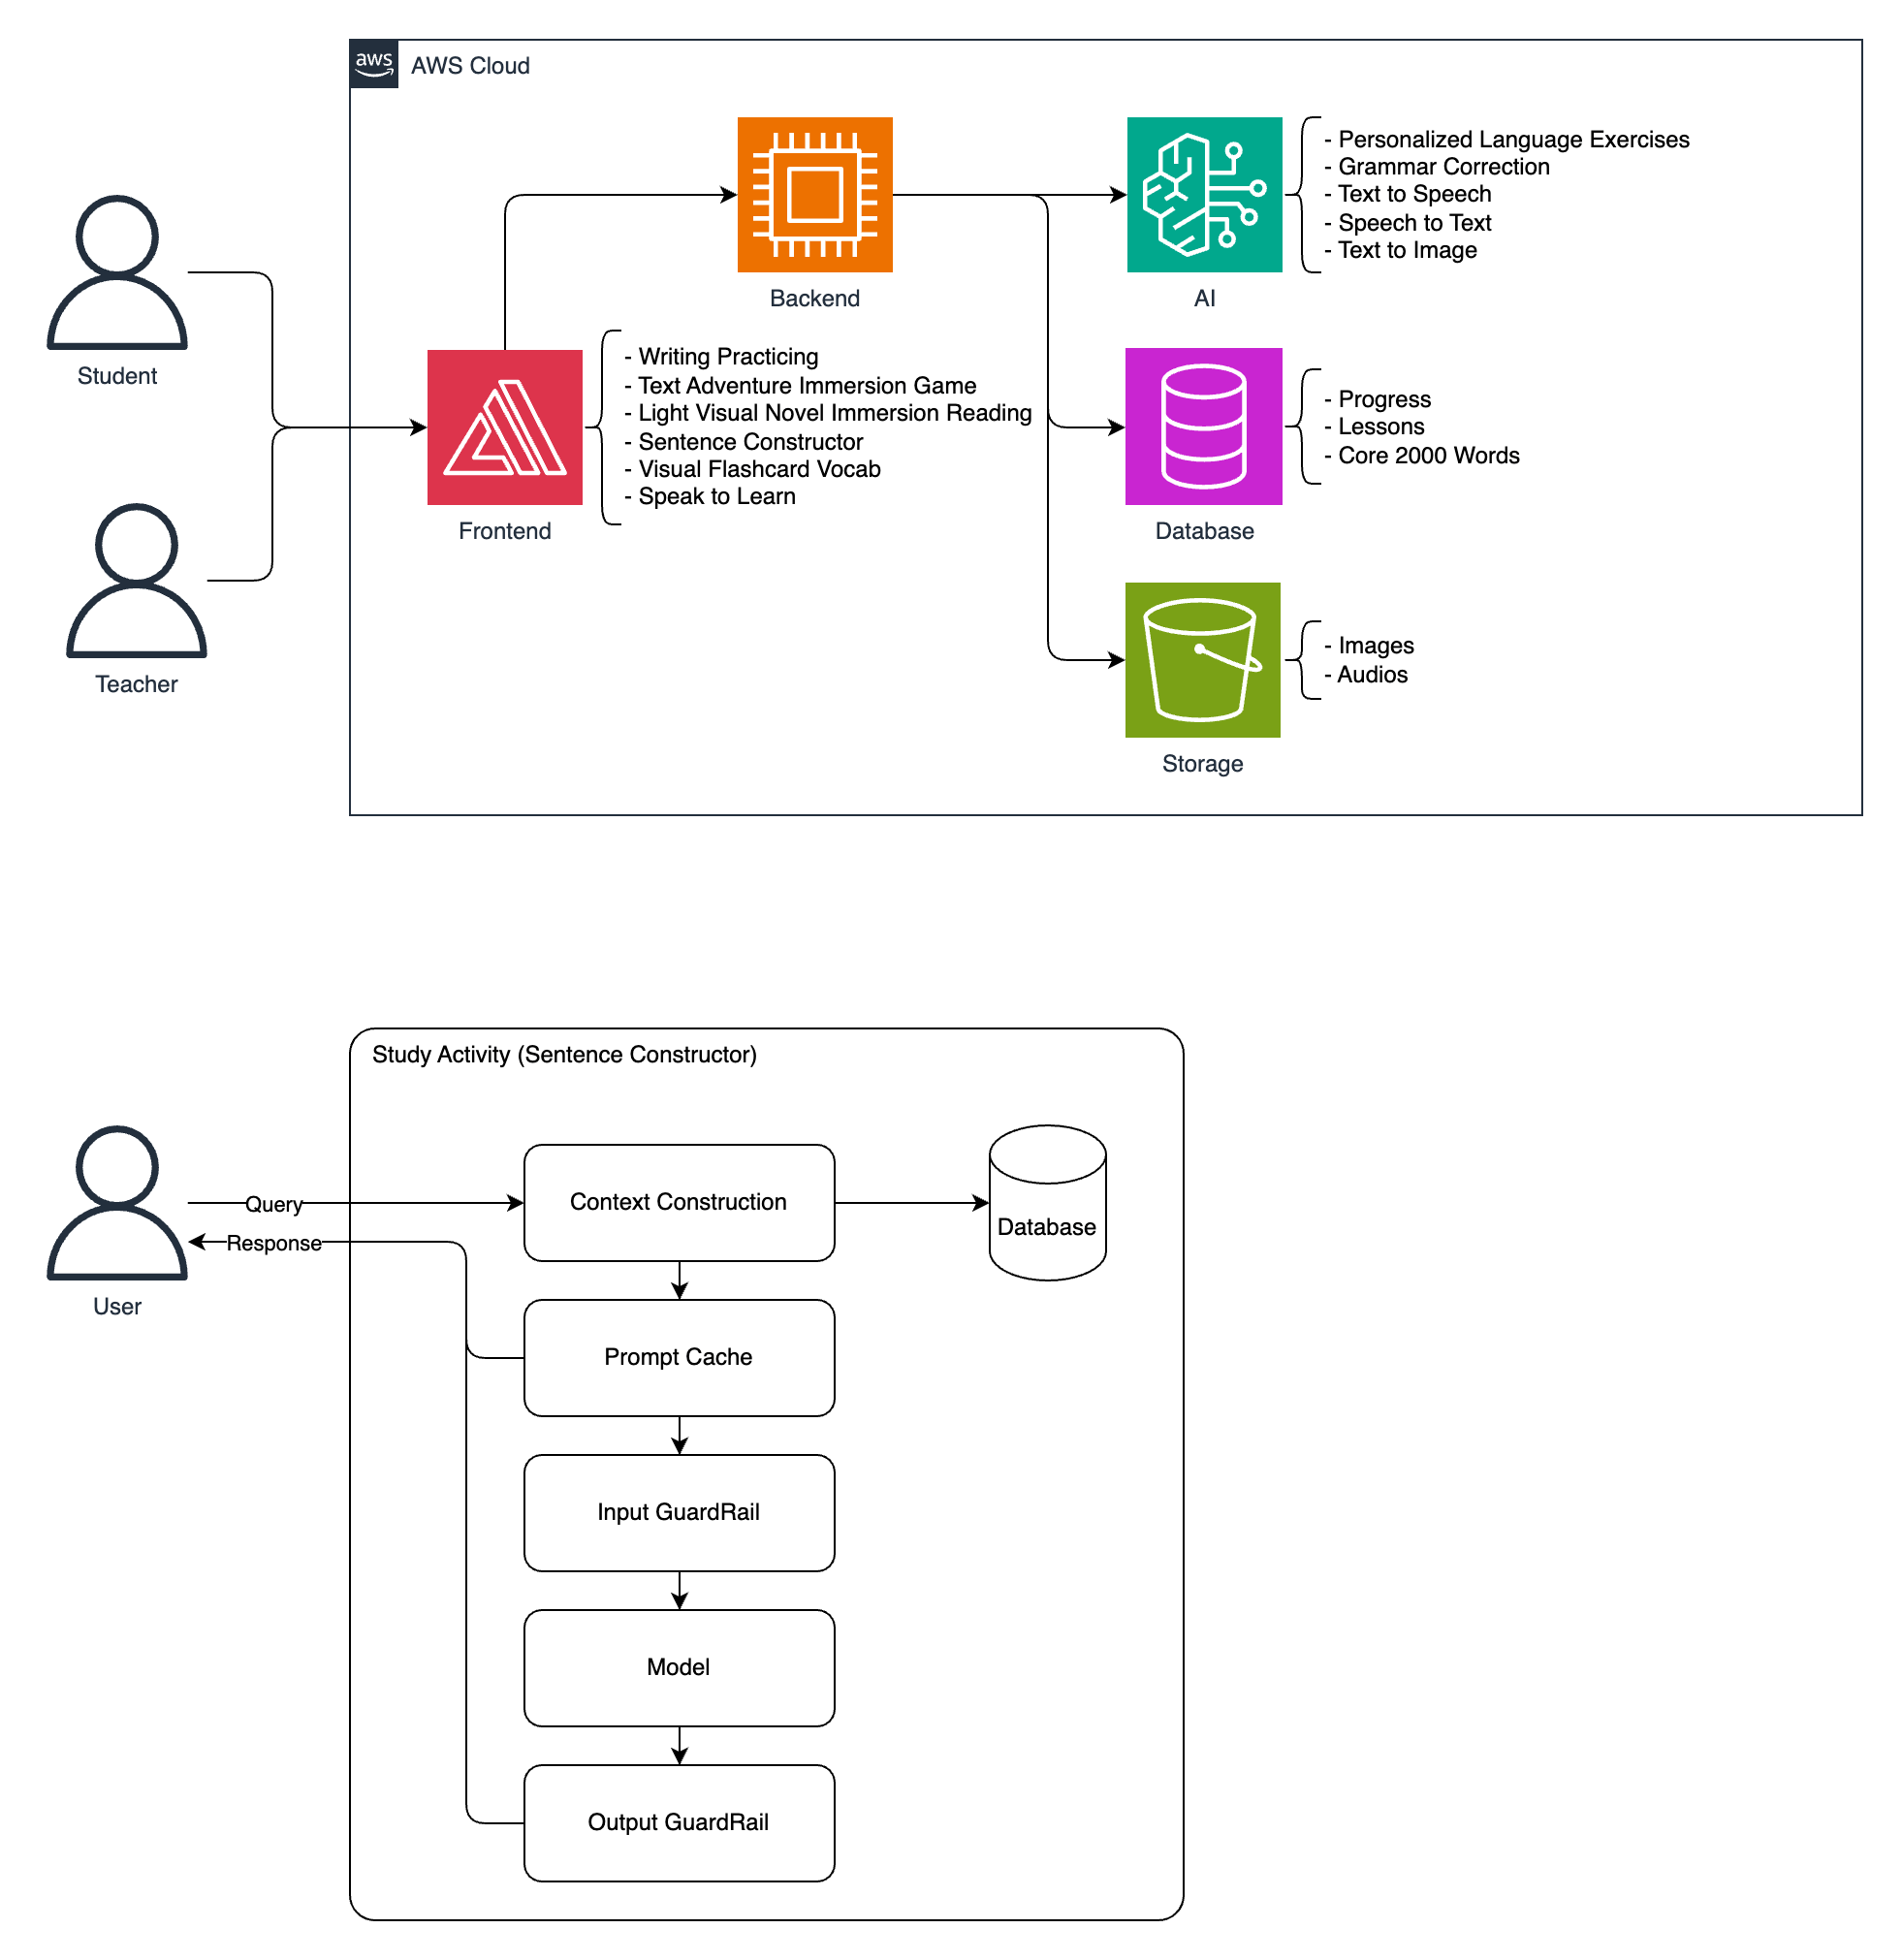 aws
AWS Cloud
Student
Teacher
Frontend
- Writing Practicing
- Text Adventure Immersion Game
- Light Visual Novel Immersion Reading
- Sentence Constructor
- Visual Flashcard Vocab
- Speak to Learn
Backend
AI
- Personalized Language Exercises
- Grammar Correction
- Text to Speech
- Speech to Text
- Text to Image
Database
- Progress
- Lessons
- Core 2000 Words
Storage
- Images
- Audios
Study Activity (Sentence Constructor)
User
Query
Response
Context Construction
Database
Prompt Cache
Input GuardRail
Model
Output GuardRail